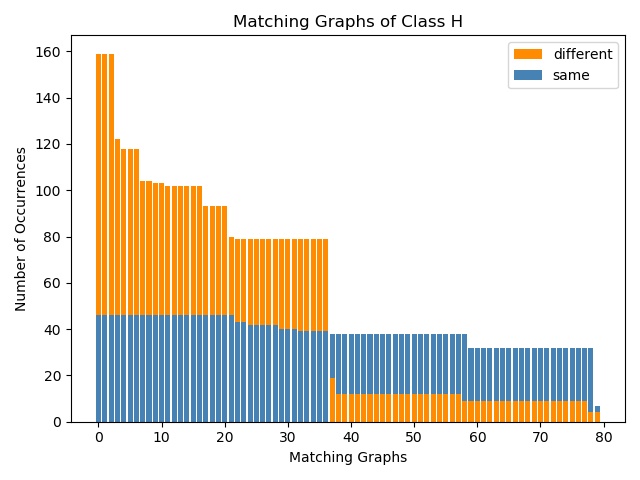 Matching Graphs of Class H
different
same
Number of Occurrences
160
140
120
100
80
60
40
20
0
0 10 20 30 40 50 60 70 80
Matching Graphs